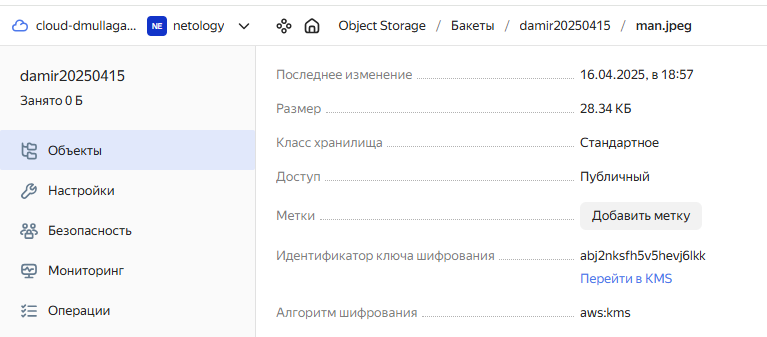 cloud-dmullaga... NE netology Object Storage / Бакеты / damir20250415 / man.jpeg
damir20250415
Занято 0 Б
Объекты
Настройки
Безопасность
Мониторинг
Операции
Последнее изменение 16.04.2025, в 18:57
Размер 28.34 КБ
Класс хранилища Стандартное
Доступ Публичный
Метки Добавить метку
Идентификатор ключа шифрования abj2nksfh5v5hevj6lkk
Перейти в KMS
Алгоритм шифрования aws:kms